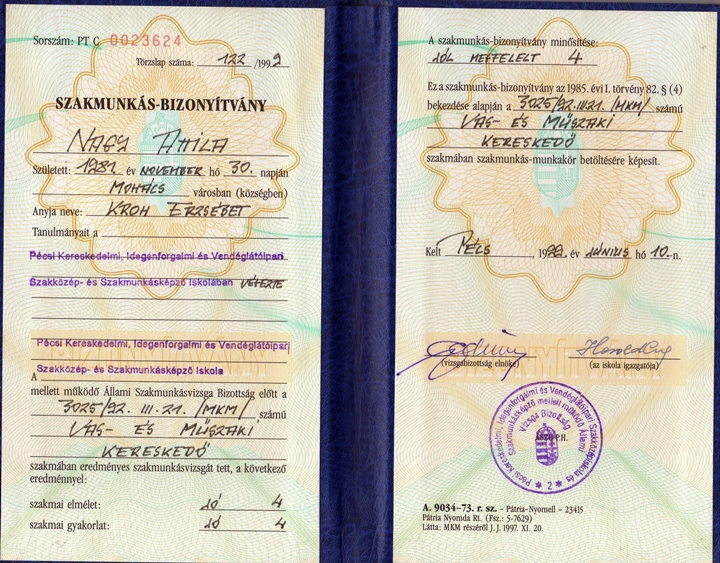 Sorszám: PT C 0023624
Törzslap száma: 122 /1999
SZAKMUNKÁS-BIZONYÍTVÁNY
NAGY ATTILA
Született: 1981 év NOVEMBER hó 30. napján
MOHÁCS városban (községben)
Anyja neve: KROH ERZSÉBET
Tanulmányait a
Pécsi Kereskedelmi, Idegenforgalmi és Vendéglátóipari
Szakközép- és Szakmunkásképző Iskolában VÉGEZTE
Pécsi Kereskedelmi, Idegenforgalmi és Vendéglátóipari
Szakközép- és Szakmunkásképző Iskola
A
mellett működő Állami Szakmunkásvizsga Bizottság előtt a
3025/92. III. 21. /MKM/ számú
VAS- ÉS MŰSZAKI
KERESKEDŐ
szakmában eredményes szakmunkásvizsgát tett, a következő
eredménnyel:
szakmai elmélet: JÓ 4
szakmai gyakorlat: JÓ 4
A szakmunkás-bizonyítvány minősítése:
JÓL MEGFELELT 4
Ez a szakmunkás-bizonyítvány az 1985. évi I. törvény 82. § (4)
bekezdése alapján a 3025/92. III. 21. /MKM/ számú
VAS- ÉS MŰSZAKI
KERESKEDŐ
szakmában szakmunkás-munkakör betöltésére képesít.
Kelt PÉCS, 1999. év JÚNIUS hó 10-n.
(vizsgabizottság elnöke)
(az iskola igazgatója)
Pécsi Kereskedelmi, Idegenforgalmi és Vendéglátóipari Szakközépiskola és
Szakmunkásképző mellett működő Állami
Vizsga Bizottság
ÁSZB P.H.
* 2 *
A. 9034–73. r. sz. - Pátria-Nyomell - 23415
Pátria Nyomda Rt. (Fsz.: 5-7629)
Látta: MKM részéről J. J. 1997. XI. 20.